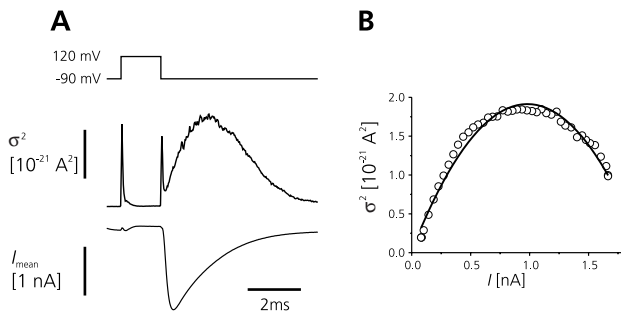 A
120 mV
-90 mV
σ²
[10⁻²¹ A²]
Imean
[1 nA]
2ms
B
σ² [10⁻²¹ A²]
2.0
1.5
1.0
0.5
0.0
0.0 0.5 1.0 1.5
I [nA]